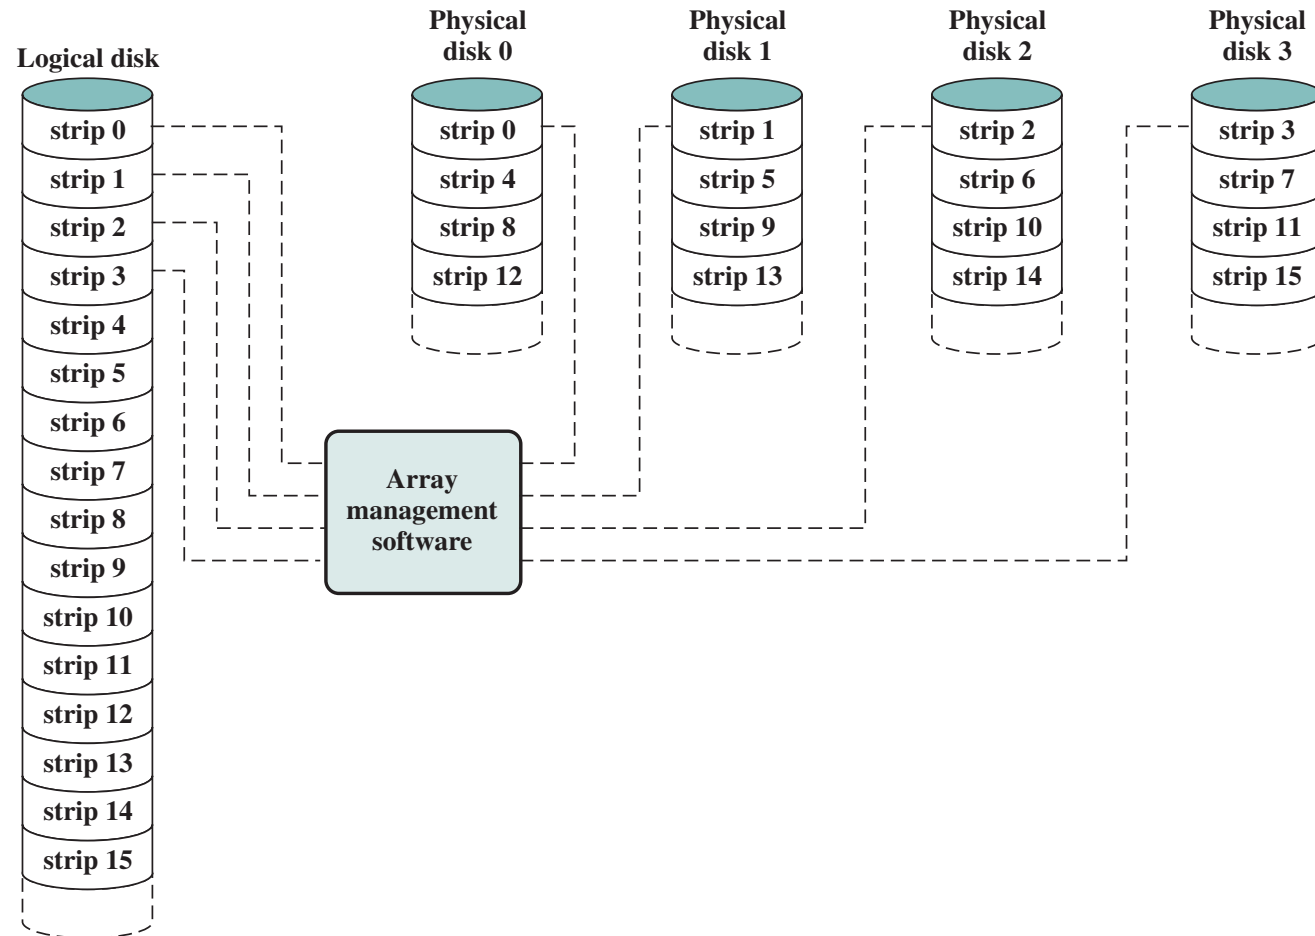 Logical disk
strip 0
strip 1
strip 2
strip 3
strip 4
strip 5
strip 6
strip 7
strip 8
strip 9
strip 10
strip 11
strip 12
strip 13
strip 14
strip 15
Physical
disk 0
strip 0
strip 4
strip 8
strip 12
Physical
disk 1
strip 1
strip 5
strip 9
strip 13
Physical
disk 2
strip 2
strip 6
strip 10
strip 14
Physical
disk 3
strip 3
strip 7
strip 11
strip 15
Array
management
software